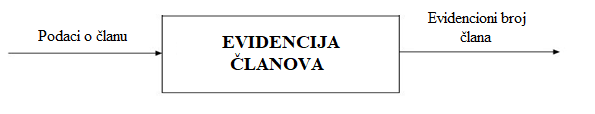 Podaci o članu
EVIDENCIJA
ČLANOVA
Evidencioni broj
člana